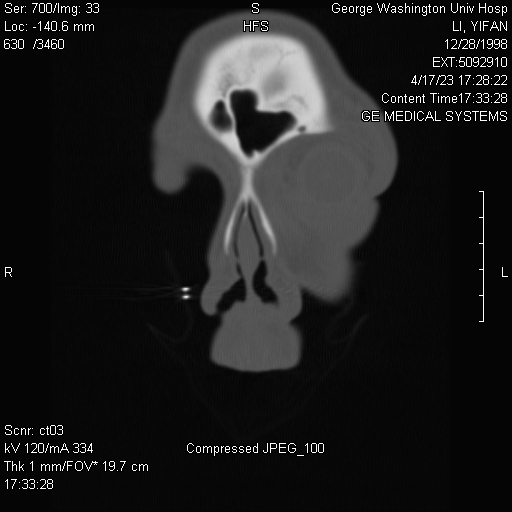 Ser: 700/Img: 33
Loc: -140.6 mm
630 /3460
S
HFS
George Washington Univ Hosp
LI, YIFAN
12/28/1998
EXT:5092910
4/17/23 17:28:22
Content Time17:33:28
GE MEDICAL SYSTEMS
R
L
Scnr: ct03
kV 120/mA 334
Thk 1 mm/FOV* 19.7 cm
17:33:28
Compressed JPEG_100